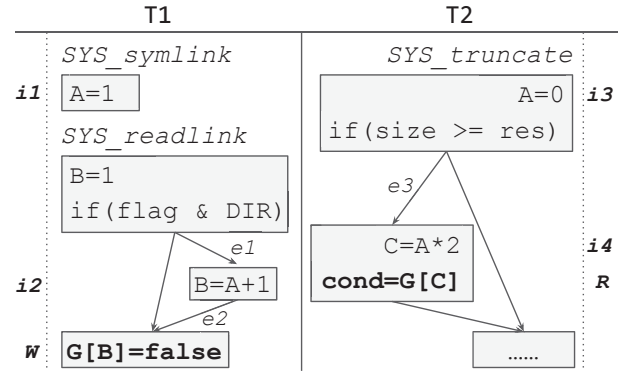 T1
T2
SYS_symlink
i1
A=1
SYS_readlink
B=1
if(flag & DIR)
e1
i2
B=A+1
e2
W
G[B]=false
SYS_truncate
A=0
i3
if(size >= res)
e3
C=A*2
i4
cond=G[C]
R
……